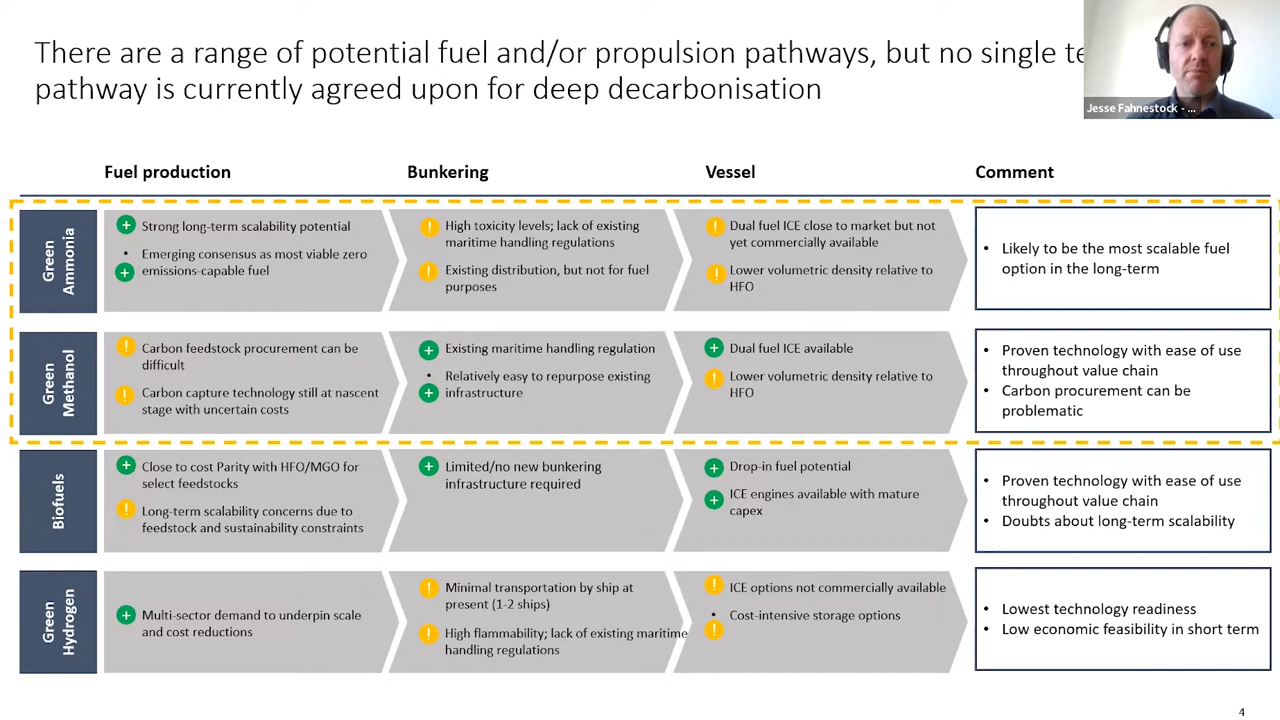 There are a range of potential fuel and/or propulsion pathways, but no single
pathway is currently agreed upon for deep decarbonisation
Jesse Fahnestock - ...
Fuel production
Bunkering
Vessel
Comment
Green
Ammonia
+ Strong long-term scalability potential
• Emerging consensus as most viable zero
+ emissions-capable fuel
! High toxicity levels; lack of existing
maritime handling regulations
! Existing distribution, but not for fuel
purposes
! Dual fuel ICE close to market but not
yet commercially available
! Lower volumetric density relative to
HFO
• Likely to be the most scalable fuel
option in the long-term
Green
Methanol
! Carbon feedstock procurement can be
difficult
! Carbon capture technology still at nascent
stage with uncertain costs
+ Existing maritime handling regulation
• Relatively easy to repurpose existing
+ infrastructure
+ Dual fuel ICE available
! Lower volumetric density relative to
HFO
• Proven technology with ease of use
throughout value chain
• Carbon procurement can be
problematic
Biofuels
+ Close to cost Parity with HFO/MGO for
select feedstocks
! Long-term scalability concerns due to
feedstock and sustainability constraints
+ Limited/no new bunkering
infrastructure required
+ Drop-in fuel potential
+ ICE engines available with mature
capex
• Proven technology with ease of use
throughout value chain
• Doubts about long-term scalability
Green
Hydrogen
+ Multi-sector demand to underpin scale
and cost reductions
! Minimal transportation by ship at
present (1-2 ships)
! High flammability; lack of existing maritime
handling regulations
! ICE options not commercially available
• Cost-intensive storage options
!
• Lowest technology readiness
• Low economic feasibility in short term
4